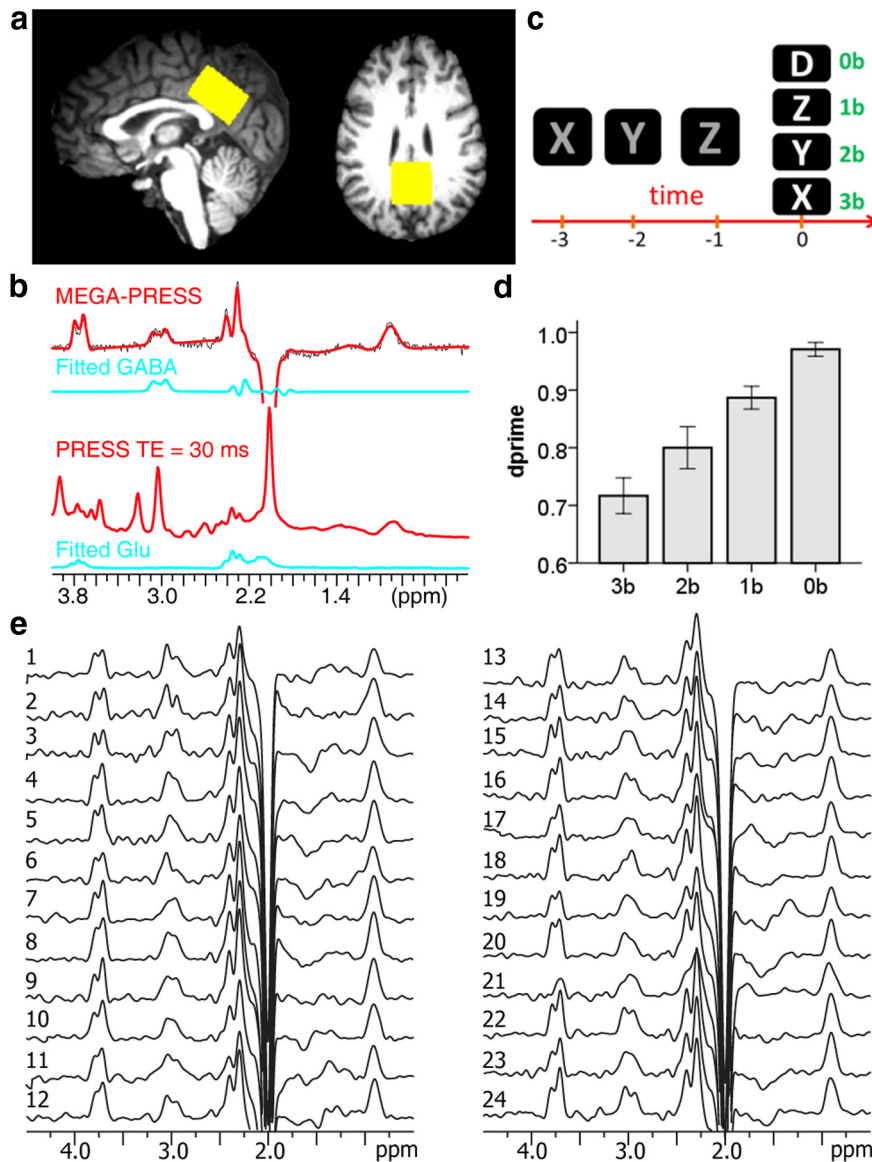 a
c
X Y Z
D 0b
Z 1b
Y 2b
X 3b
time
-3 -2 -1 0
b
MEGA-PRESS
Fitted GABA
PRESS TE = 30 ms
Fitted Glu
3.8 3.0 2.2 1.4 (ppm)
d
dprime
1.0
0.9
0.8
0.7
0.6
3b 2b 1b 0b
e
1
2
3
4
5
6
7
8
9
10
11
12
4.0 3.0 2.0 ppm
13
14
15
16
17
18
19
20
21
22
23
24
4.0 3.0 2.0 ppm